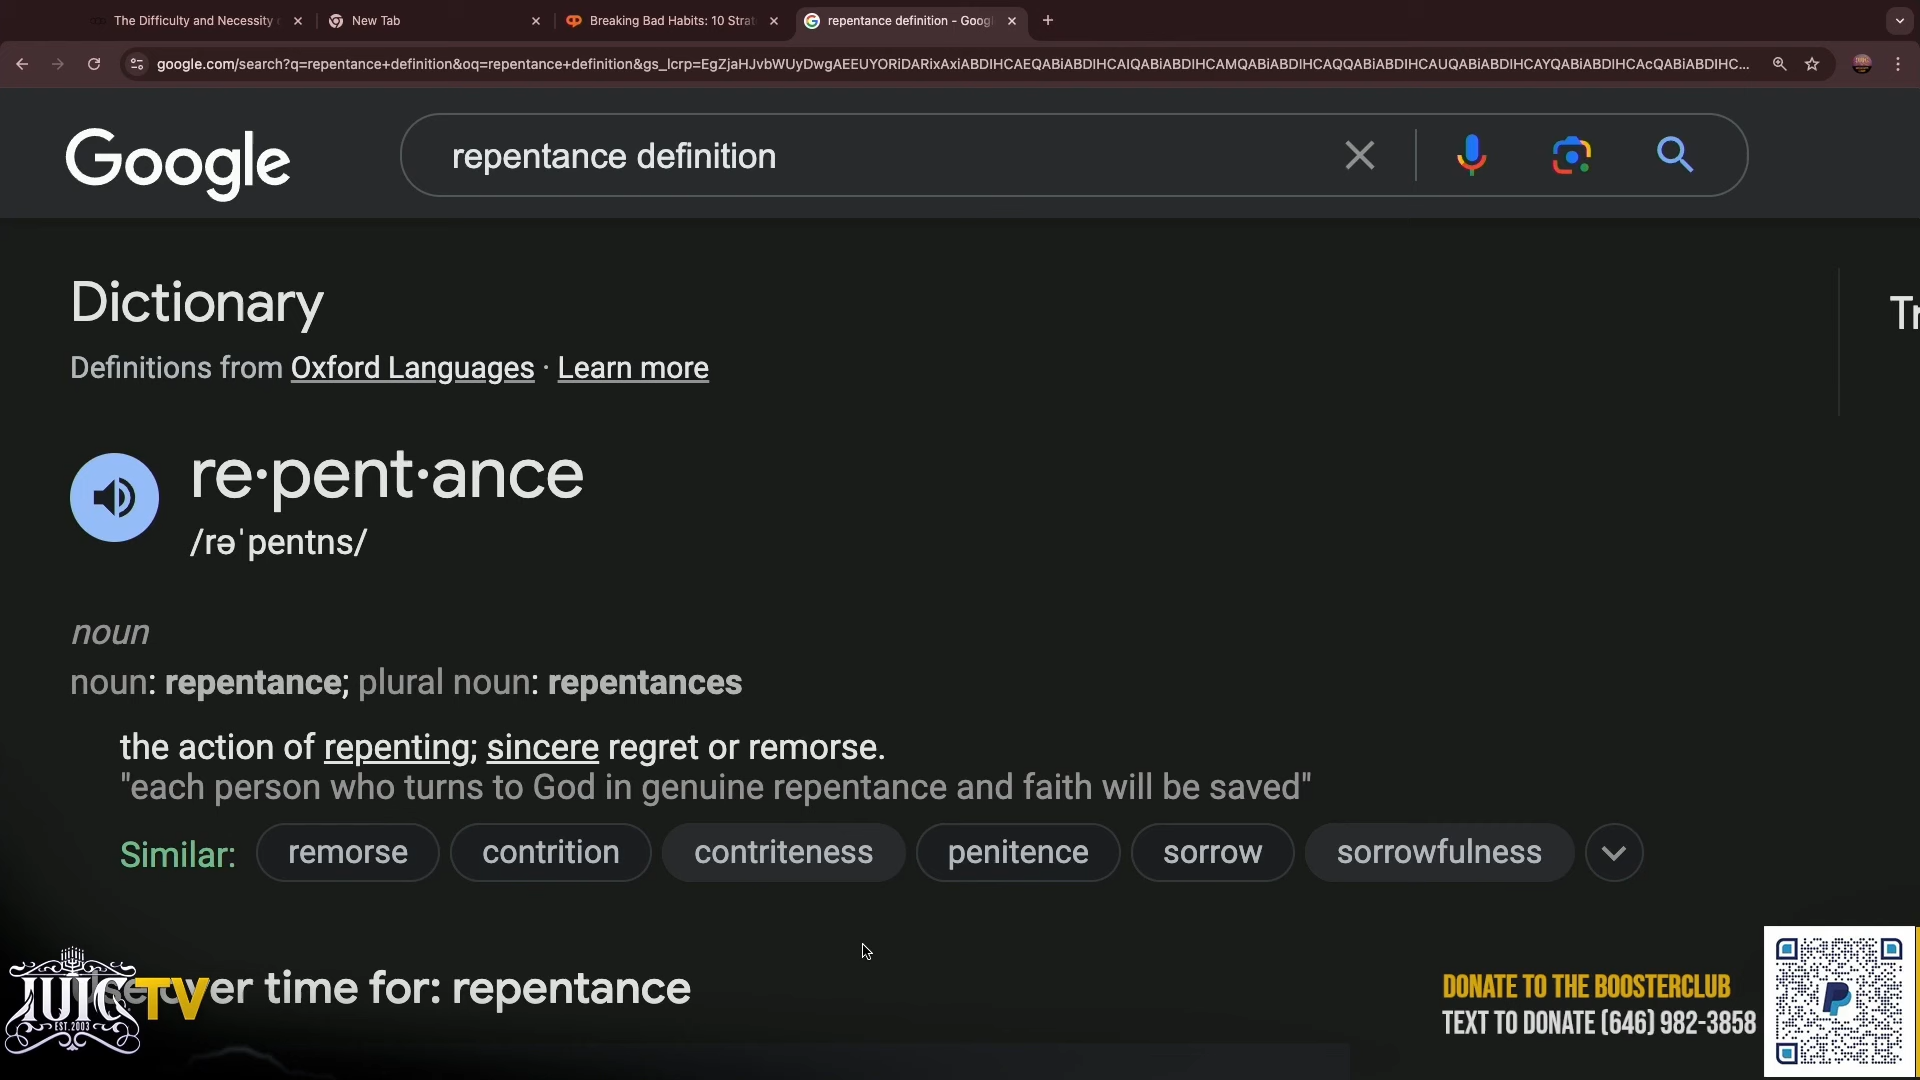 The Difficulty and Necessity
New Tab
Breaking Bad Habits: 10 Strat
repentance definition - Googl
google.com/search?q=repentance+definition&oq=repentance+definition&gs_lcrp=EgZjaHJvbWUyDwgAEEUYORiDARixAxiABDIHCAEQABiABDIHCAIQABiABDIHCAMQABiABDIHCAQQABiABDIHCAUQABiABDIHCAYQABiABDIHCAcQABiABDIHC...
Google
repentance definition
Dictionary
Tr
Definitions from Oxford Languages · Learn more
re·pent·ance
/rəˈpentns/
noun
noun: repentance; plural noun: repentances
the action of repenting; sincere regret or remorse.
"each person who turns to God in genuine repentance and faith will be saved"
Similar: remorse contrition contriteness penitence sorrow sorrowfulness
Use over time for: repentance
IUIC TV
EST. 2003
DONATE TO THE BOOSTERCLUB
TEXT TO DONATE (646) 982-3858